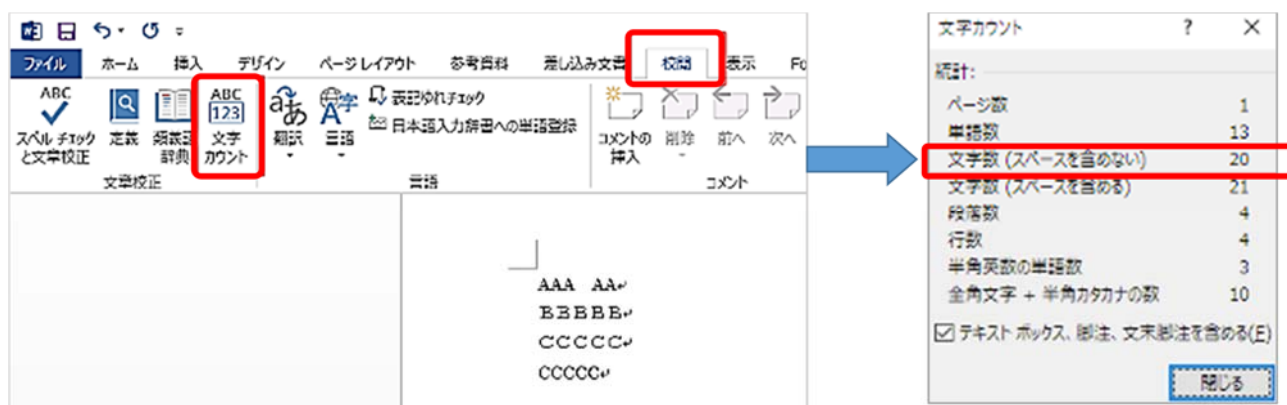 ファイル ホーム 挿入 デザイン ページ レイアウト 参考資料 差し込み文書 校閲 表示
ABC
スペル チェックと文章校正
定義
類義語辞典
ABC
123
文字カウント
文章校正
あ
翻訳
A字
言語
表記ゆれチェック
日本語入力辞書への単語登録
言語
コメントの挿入
削除
前へ
次へ
コメント
AAA AA
BBBBB
CCCCC
CCCCC
文字カウント ? ×
統計:
ページ数 1
単語数 13
文字数 (スペースを含めない) 20
文字数 (スペースを含める) 21
段落数 4
行数 4
半角英数の単語数 3
全角文字 + 半角カタカナの数 10
テキスト ボックス、脚注、文末脚注を含める(F)
閉じる